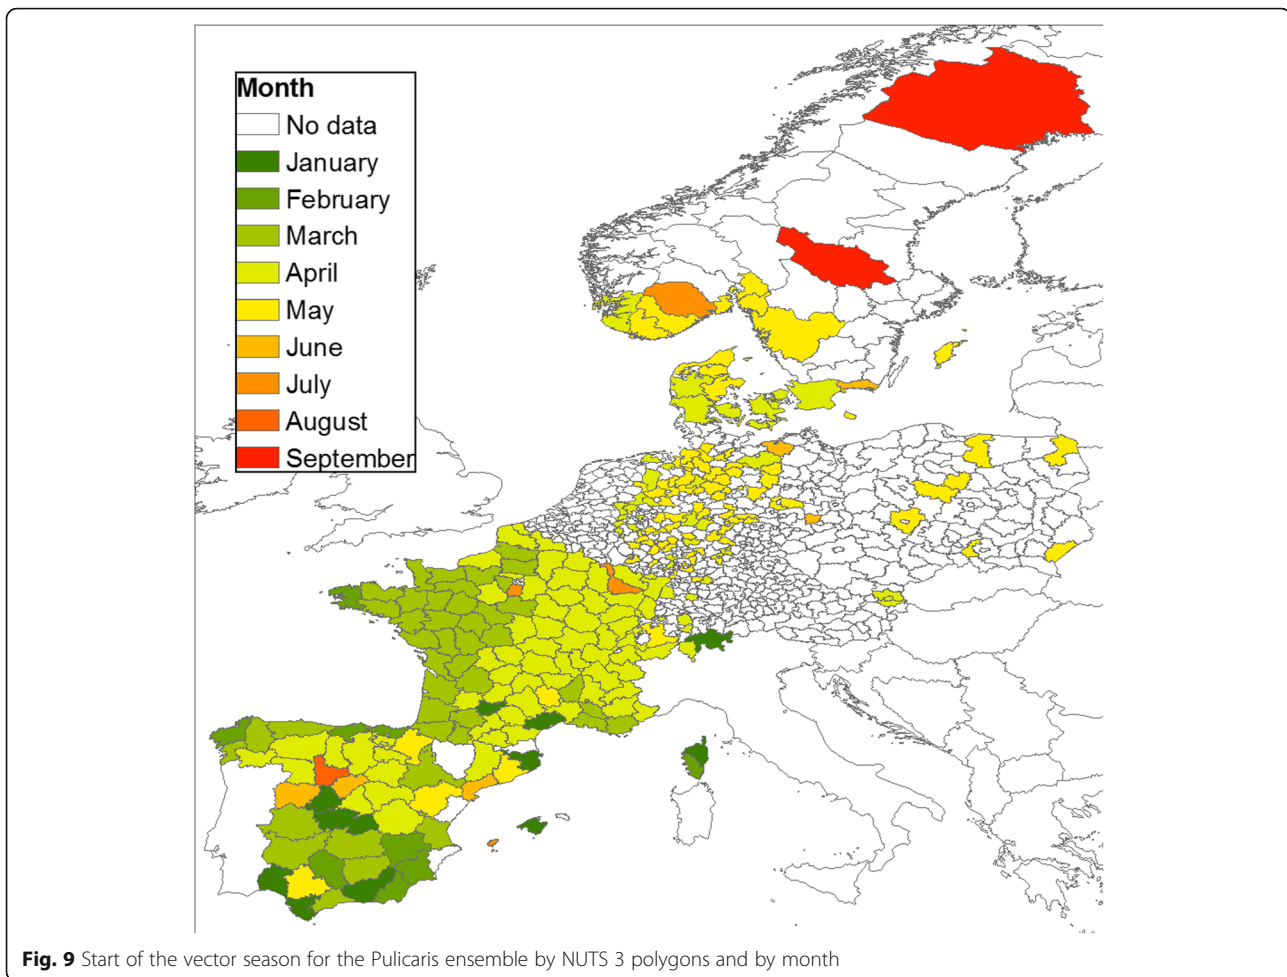 Month
No data
January
February
March
April
May
June
July
August
September
Fig. 9 Start of the vector season for the Pulicaris ensemble by NUTS 3 polygons and by month